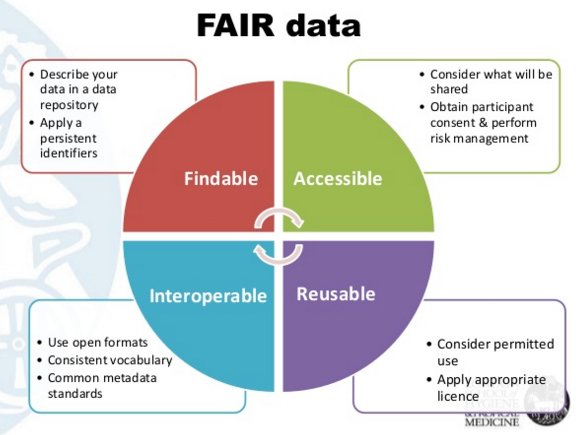 FAIR data
• Describe your
data in a data
repository
• Apply a
persistent
identifiers
• Consider what will be
shared
• Obtain participant
consent & perform
risk management
Findable
Accessible
Interoperable
Reusable
• Use open formats
• Consistent vocabulary
• Common metadata
standards
• Consider permitted
use
• Apply appropriate
licence
HYGIENE
&TROPICAL
MEDICINE